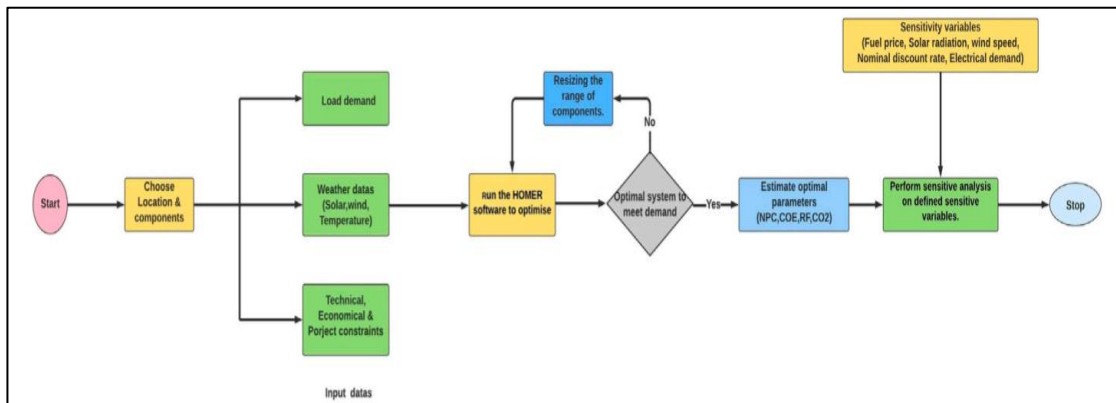 Start
Choose
Location &
components
Load demand
Weather datas
(Solar,wind,
Temperature)
Technical,
Economical &
Porject constraints
Input datas
Resizing the
range of
components.
Run the HOMER
software to optimise
No
Optimal system to
meet demand
Yes
Estimate optimal
parameters
(NPC,COE,RF,CO2)
Sensitivity variables
(Fuel price, Solar radiation, wind speed,
Nominal discount rate, Electrical demand)
Perform sensitive analysis
on defined sensitive
variables.
Stop